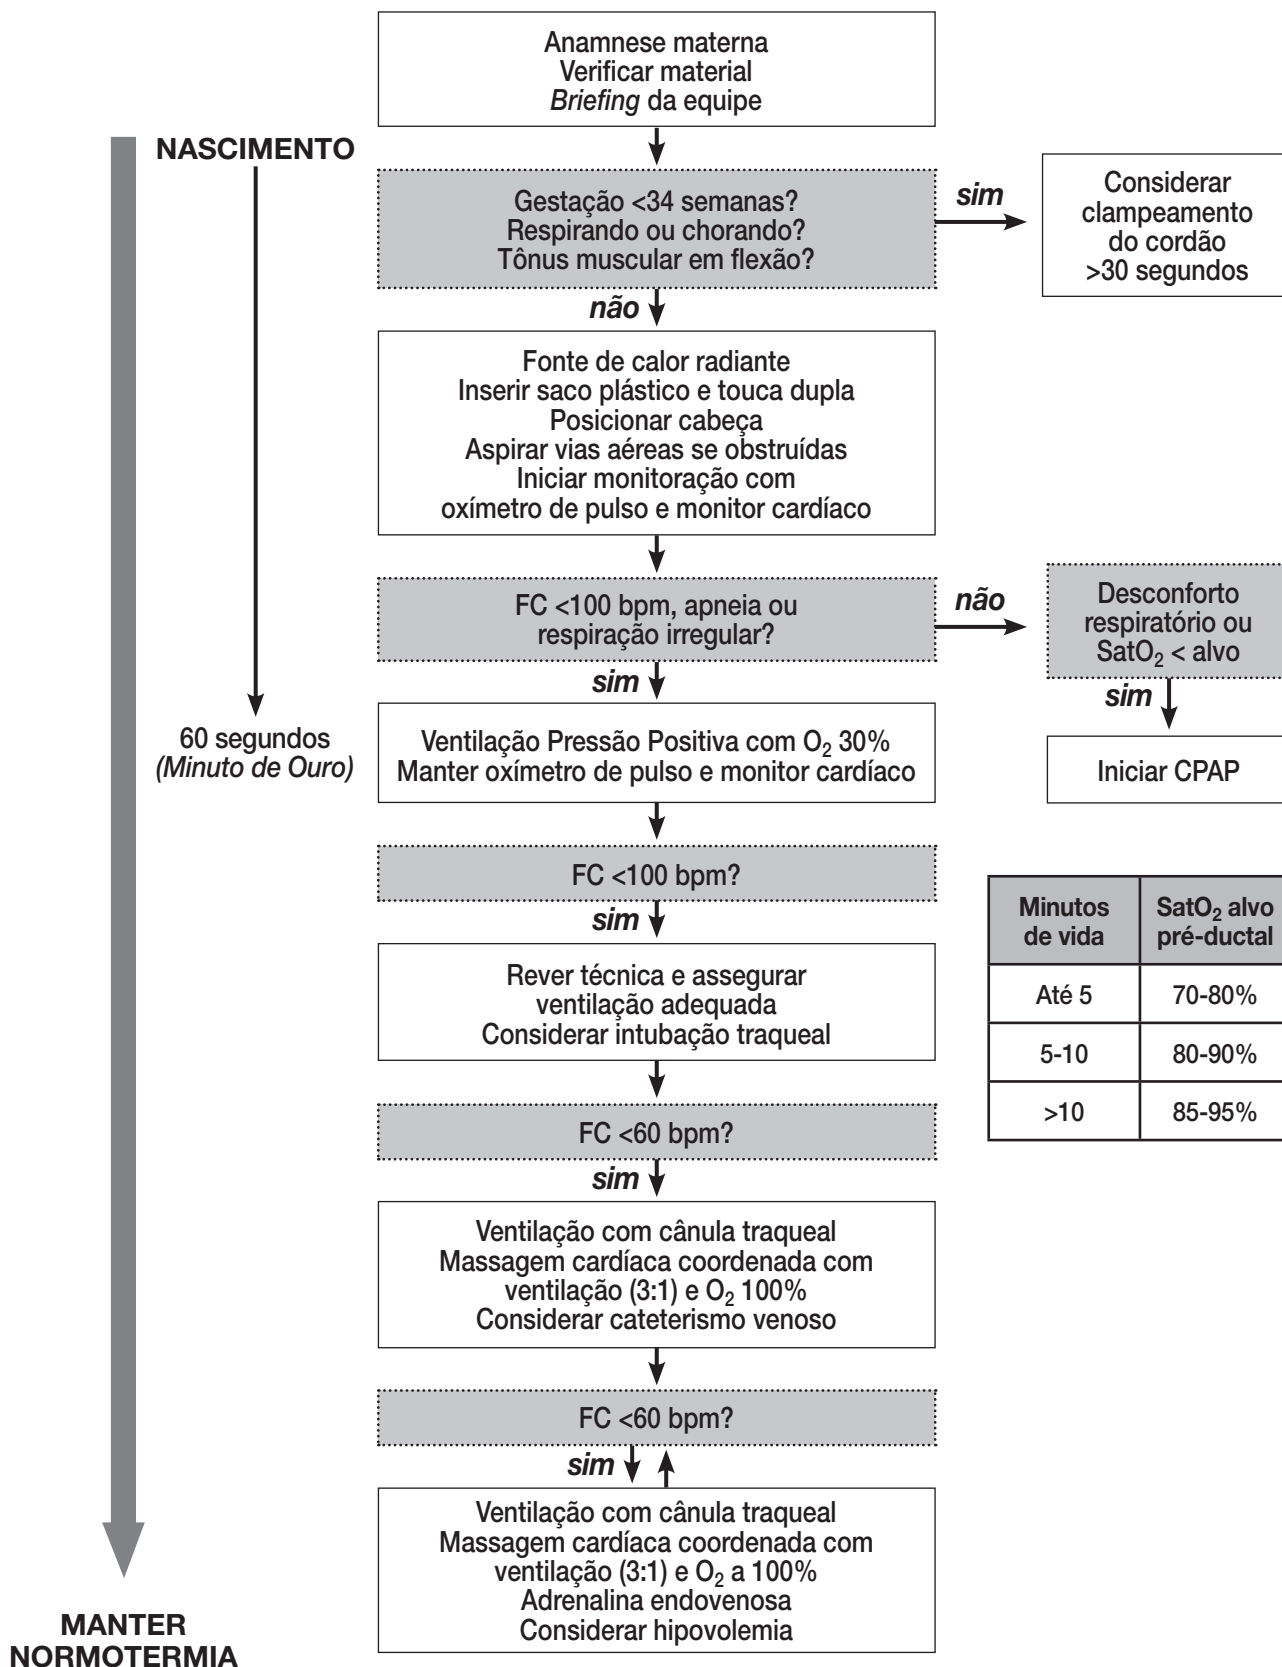 Anamnese materna
Verificar material
Briefing da equipe
NASCIMENTO
Gestação <34 semanas?
Respirando ou chorando?
Tônus muscular em flexão?
sim
Considerar
clampeamento
do cordão
>30 segundos
não
Fonte de calor radiante
Inserir saco plástico e touca dupla
Posicionar cabeça
Aspirar vias aéreas se obstruídas
Iniciar monitoração com
oxímetro de pulso e monitor cardíaco
FC <100 bpm, apneia ou
respiração irregular?
não
Desconforto
respiratório ou
SatO₂ < alvo
sim
sim
60 segundos
(Minuto de Ouro)
Ventilação Pressão Positiva com O₂ 30%
Manter oxímetro de pulso e monitor cardíaco
Iniciar CPAP
FC <100 bpm?
sim
Rever técnica e assegurar
ventilação adequada
Considerar intubação traqueal
Minutos de vida SatO₂ alvo pré-ductal
Até 5 70-80%
5-10 80-90%
>10 85-95%
FC <60 bpm?
sim
Ventilação com cânula traqueal
Massagem cardíaca coordenada com
ventilação (3:1) e O₂ 100%
Considerar cateterismo venoso
FC <60 bpm?
sim
Ventilação com cânula traqueal
Massagem cardíaca coordenada com
ventilação (3:1) e O₂ a 100%
Adrenalina endovenosa
Considerar hipovolemia
MANTER
NORMOTERMIA